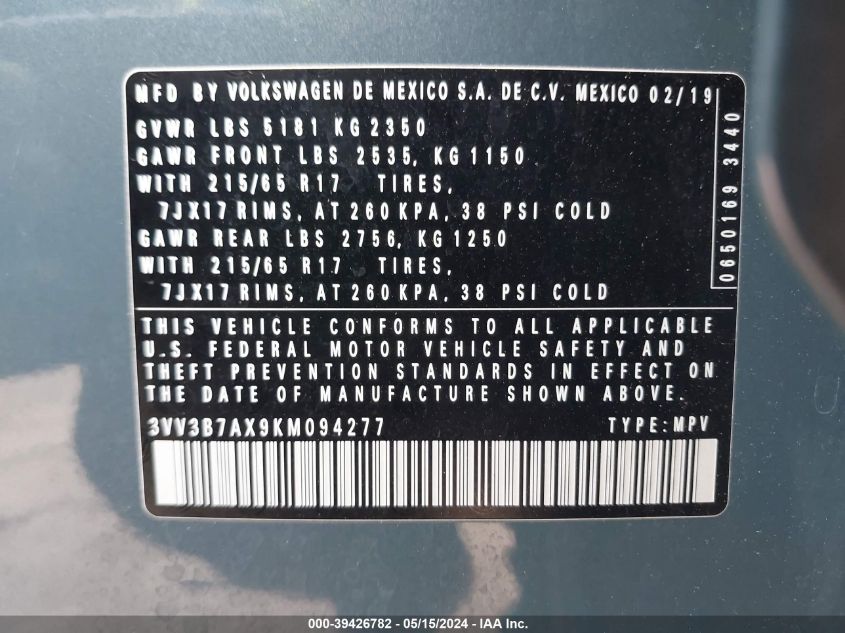 MFD BY VOLKSWAGEN DE MEXICO S.A. DE C.V. MEXICO 02/19
GVWR LBS 5181 KG 2350
GAWR FRONT LBS 2535, KG 1150
WITH 215/65 R17 TIRES,
7JX17 RIMS, AT 260 KPA, 38 PSI COLD
GAWR REAR LBS 2756, KG 1250
WITH 215/65 R17 TIRES,
7JX17 RIMS, AT 260 KPA, 38 PSI COLD
0650169 3440
THIS VEHICLE CONFORMS TO ALL APPLICABLE
U.S. FEDERAL MOTOR VEHICLE SAFETY AND
THEFT PREVENTION STANDARDS IN EFFECT ON
THE DATE OF MANUFACTURE SHOWN ABOVE.
3VV3B7AX9KM094277 TYPE: MPV
000-39426782 - 05/15/2024 - IAA Inc.